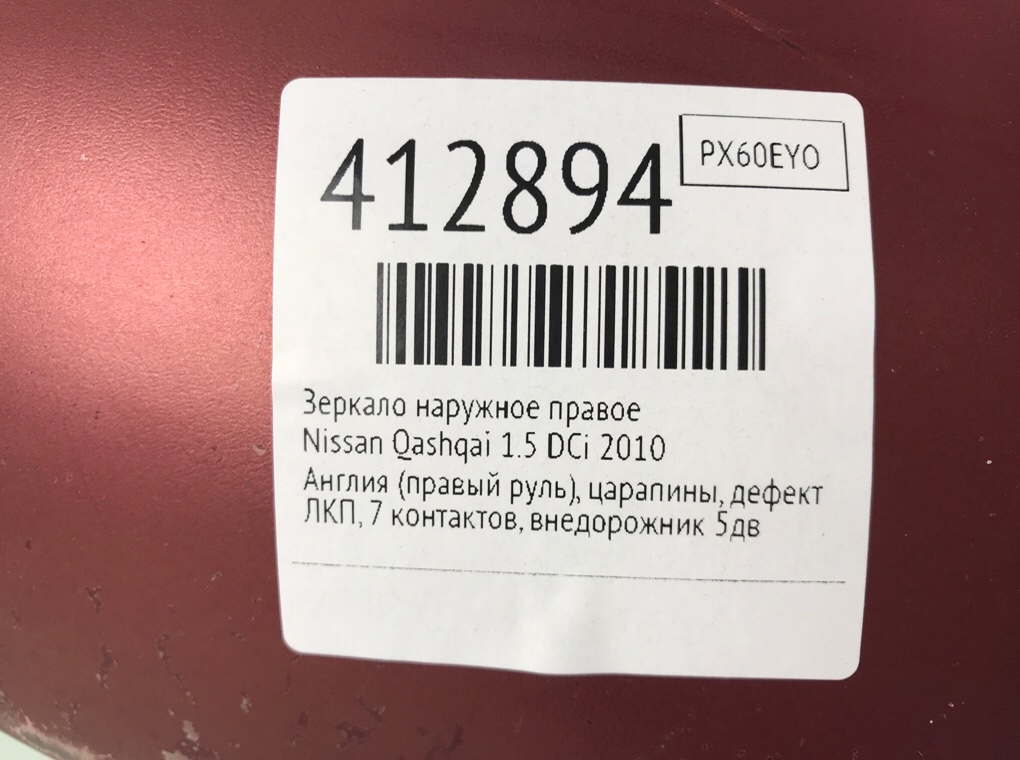 412894
PX60EYO
Зеркало наружное правое
Nissan Qashqai 1.5 DCi 2010
Англия (правый руль), царапины, дефект
ЛКП, 7 контактов, внедорожник 5дв